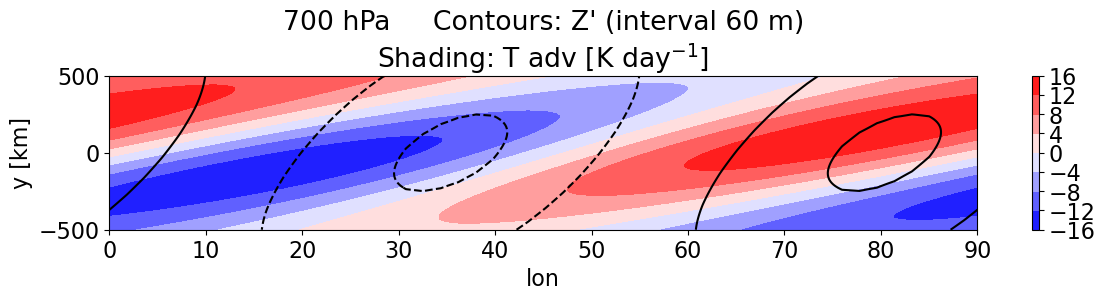 700 hPa     Contours: Z' (interval 60 m)
Shading: T adv [K day⁻¹]
y [km]
500
0
−500
0 10 20 30 40 50 60 70 80 90
lon
16
12
8
4
0
−4
−8
−12
−16